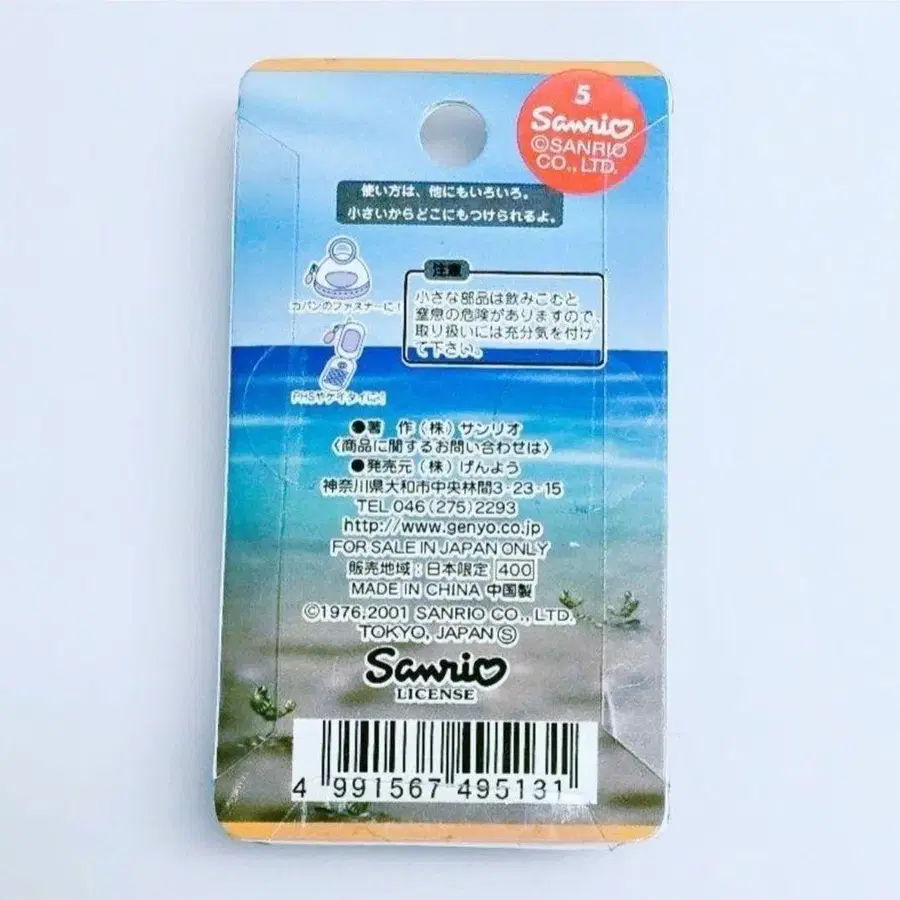 5
Sanrio
©SANRIO
CO., LTD.
使い方は、他にもいろいろ。
小さいからどこにもつけられるよ。
注意
小さな部品は飲みこむと
窒息の危険がありますので、
取り扱いには充分気を付け
て下さい。
カバンのファスナーに!
PHSやケイタイに!
●著 作(株)サンリオ
〈商品に関するお問い合わせは〉
●発売元(株)げんよう
神奈川県大和市中央林間3-23-15
TEL 046(275)2293
http://www.genyo.co.jp
FOR SALE IN JAPAN ONLY
販売地域:日本限定 400
MADE IN CHINA 中国製
©1976,2001 SANRIO CO., LTD.
TOKYO, JAPAN Ⓢ
Sanrio
LICENSE
4 991567 495131